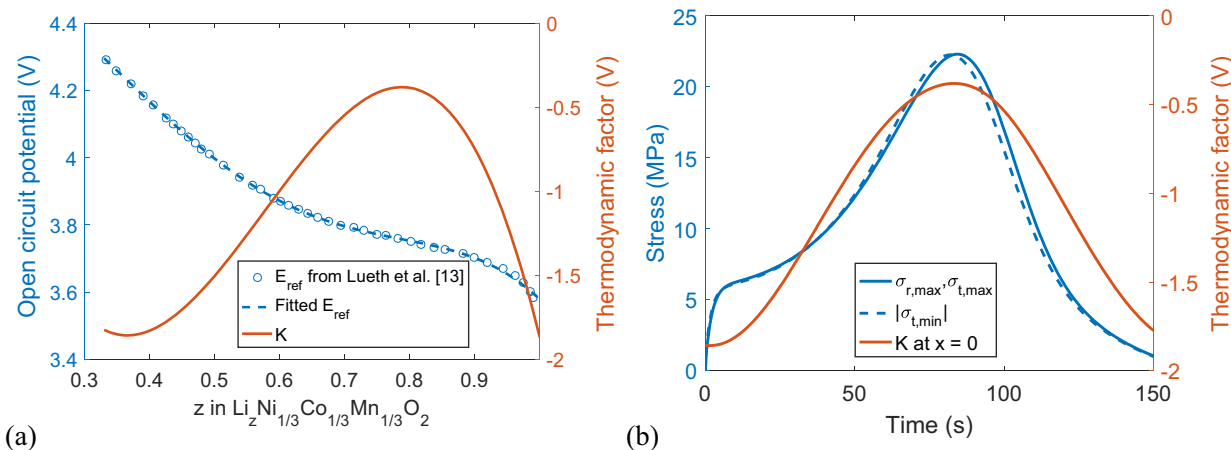 4.4
4.2
4
3.8
3.6
3.4
Open circuit potential (V)
0
-0.5
-1
-1.5
-2
Thermodynamic factor (V)
E_ref from Lueth et al. [13]
Fitted E_ref
K
0.3 0.4 0.5 0.6 0.7 0.8 0.9
z in Li_zNi_1/3Co_1/3Mn_1/3O_2
(a)
25
20
15
10
5
0
Stress (MPa)
0
-0.5
-1
-1.5
-2
Thermodynamic factor (V)
σ_r,max,σ_t,max
|σ_t,min|
K at x = 0
0 50 100 150
Time (s)
(b)